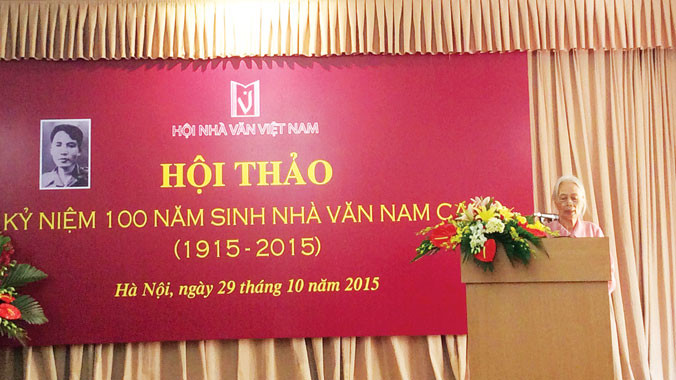 HỘI NHÀ VĂN VIỆT NAM
HỘI THẢO
KỶ NIỆM 100 NĂM SINH NHÀ VĂN NAM CA
(1915-2015)
Hà Nội, ngày 29 tháng 10 năm 2015